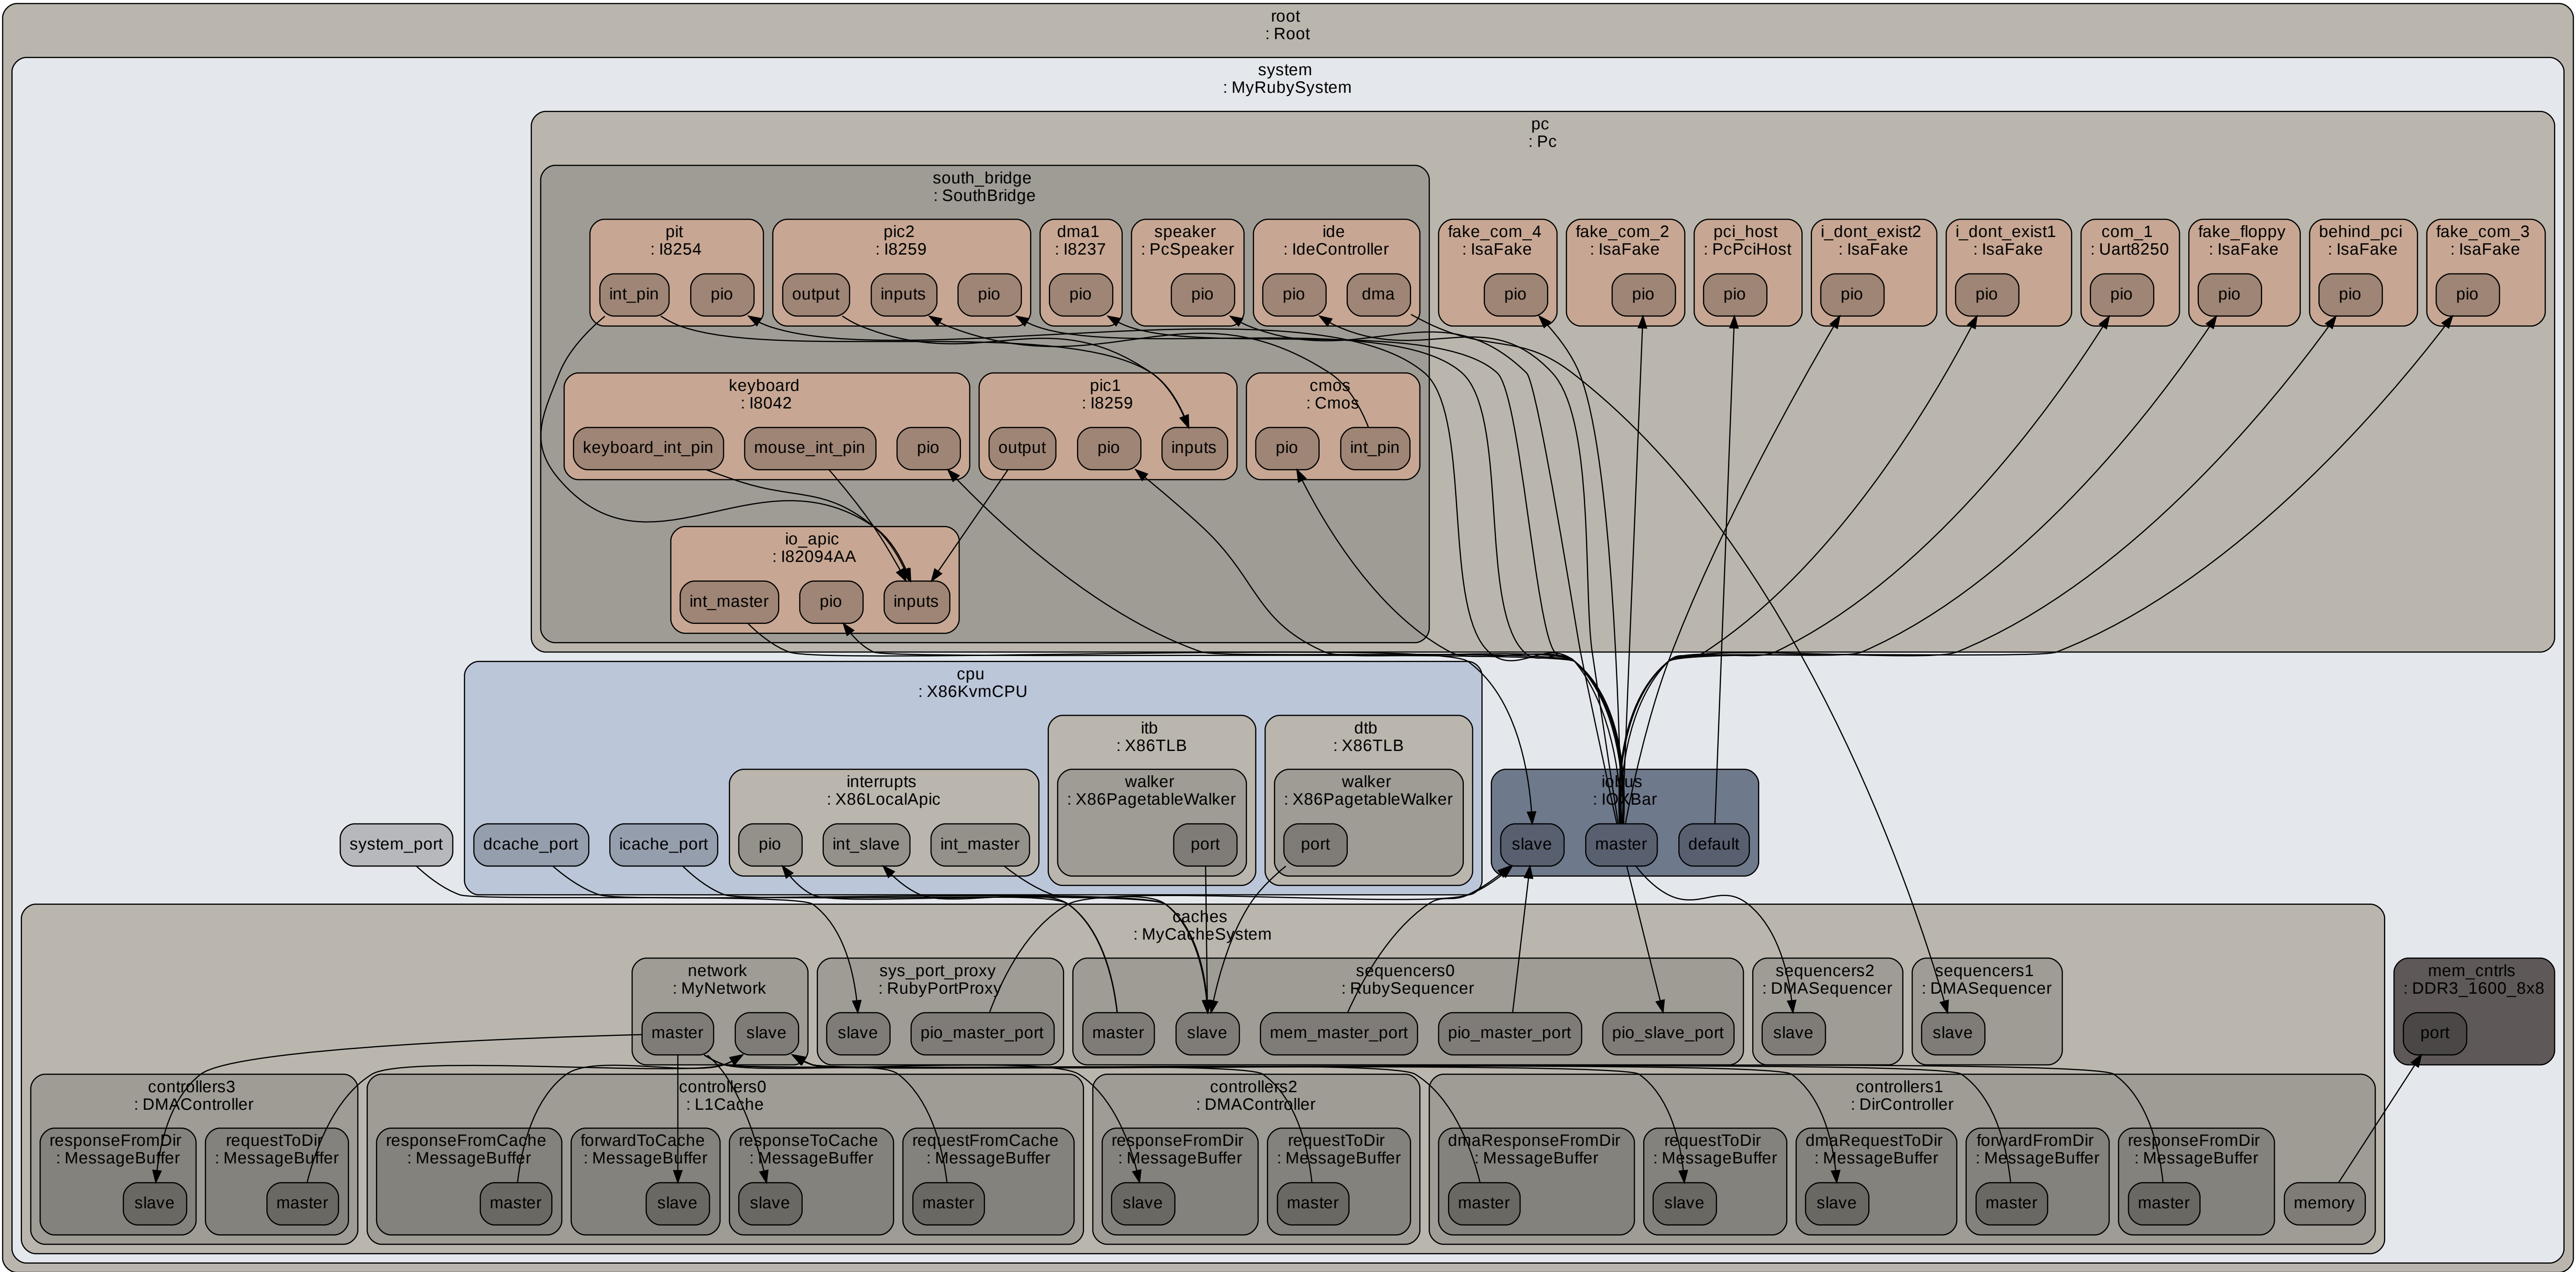 root
: Root
system
: MyRubySystem
pc
: Pc
south_bridge
: SouthBridge
pit
: I8254
int_pin
pio
pic2
: I8259
output
inputs
pio
dma1
: I8237
pio
speaker
: PcSpeaker
pio
ide
: IdeController
pio
dma
fake_com_4
: IsaFake
pio
fake_com_2
: IsaFake
pio
pci_host
: PcPciHost
pio
i_dont_exist2
: IsaFake
pio
i_dont_exist1
: IsaFake
pio
com_1
: Uart8250
pio
fake_floppy
: IsaFake
pio
behind_pci
: IsaFake
pio
fake_com_3
: IsaFake
pio
keyboard
: I8042
keyboard_int_pin
mouse_int_pin
pio
pic1
: I8259
output
pio
inputs
cmos
: Cmos
pio
int_pin
io_apic
: I82094AA
int_master
pio
inputs
cpu
: X86KvmCPU
itb
: X86TLB
walker
: X86PagetableWalker
port
dtb
: X86TLB
walker
: X86PagetableWalker
port
interrupts
: X86LocalApic
pio
int_slave
int_master
system_port
dcache_port
icache_port
iobus
: IOXBar
slave
master
default
caches
: MyCacheSystem
network
: MyNetwork
master
slave
sys_port_proxy
: RubyPortProxy
slave
pio_master_port
sequencers0
: RubySequencer
master
slave
mem_master_port
pio_master_port
pio_slave_port
sequencers2
: DMASequencer
slave
sequencers1
: DMASequencer
slave
mem_cntrls
: DDR3_1600_8x8
port
controllers3
: DMAController
responseFromDir
: MessageBuffer
slave
requestToDir
: MessageBuffer
master
controllers0
: L1Cache
responseFromCache
: MessageBuffer
master
forwardToCache
: MessageBuffer
slave
responseToCache
: MessageBuffer
slave
requestFromCache
: MessageBuffer
master
controllers2
: DMAController
responseFromDir
: MessageBuffer
slave
requestToDir
: MessageBuffer
master
controllers1
: DirController
dmaResponseFromDir
: MessageBuffer
master
requestToDir
: MessageBuffer
slave
dmaRequestToDir
: MessageBuffer
slave
forwardFromDir
: MessageBuffer
master
responseFromDir
: MessageBuffer
master
memory